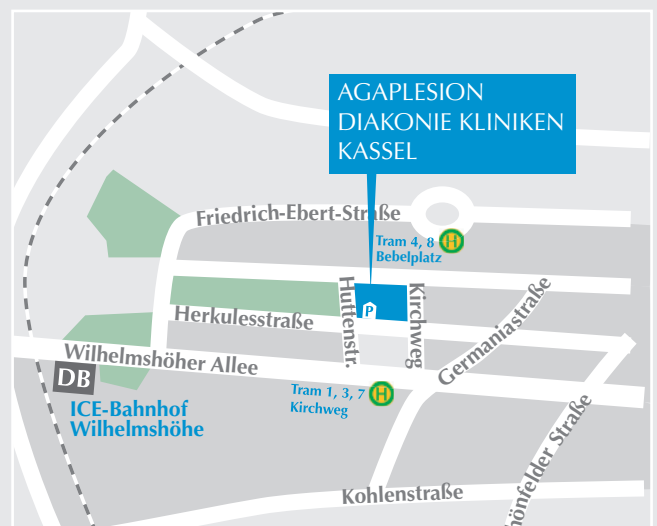 AGAPLESION
DIAKONIE KLINIKEN
KASSEL
Friedrich-Ebert-Straße
Tram 4, 8 H
Bebelplatz
Huttenstr.
P
Kirchweg
Germaniastraße
Herkulesstraße
Wilhelmshöher Allee
DB
ICE-Bahnhof
Wilhelmshöhe
Tram 1, 3, 7 H
Kirchweg
Kohlenstraße
hönfelder Straße